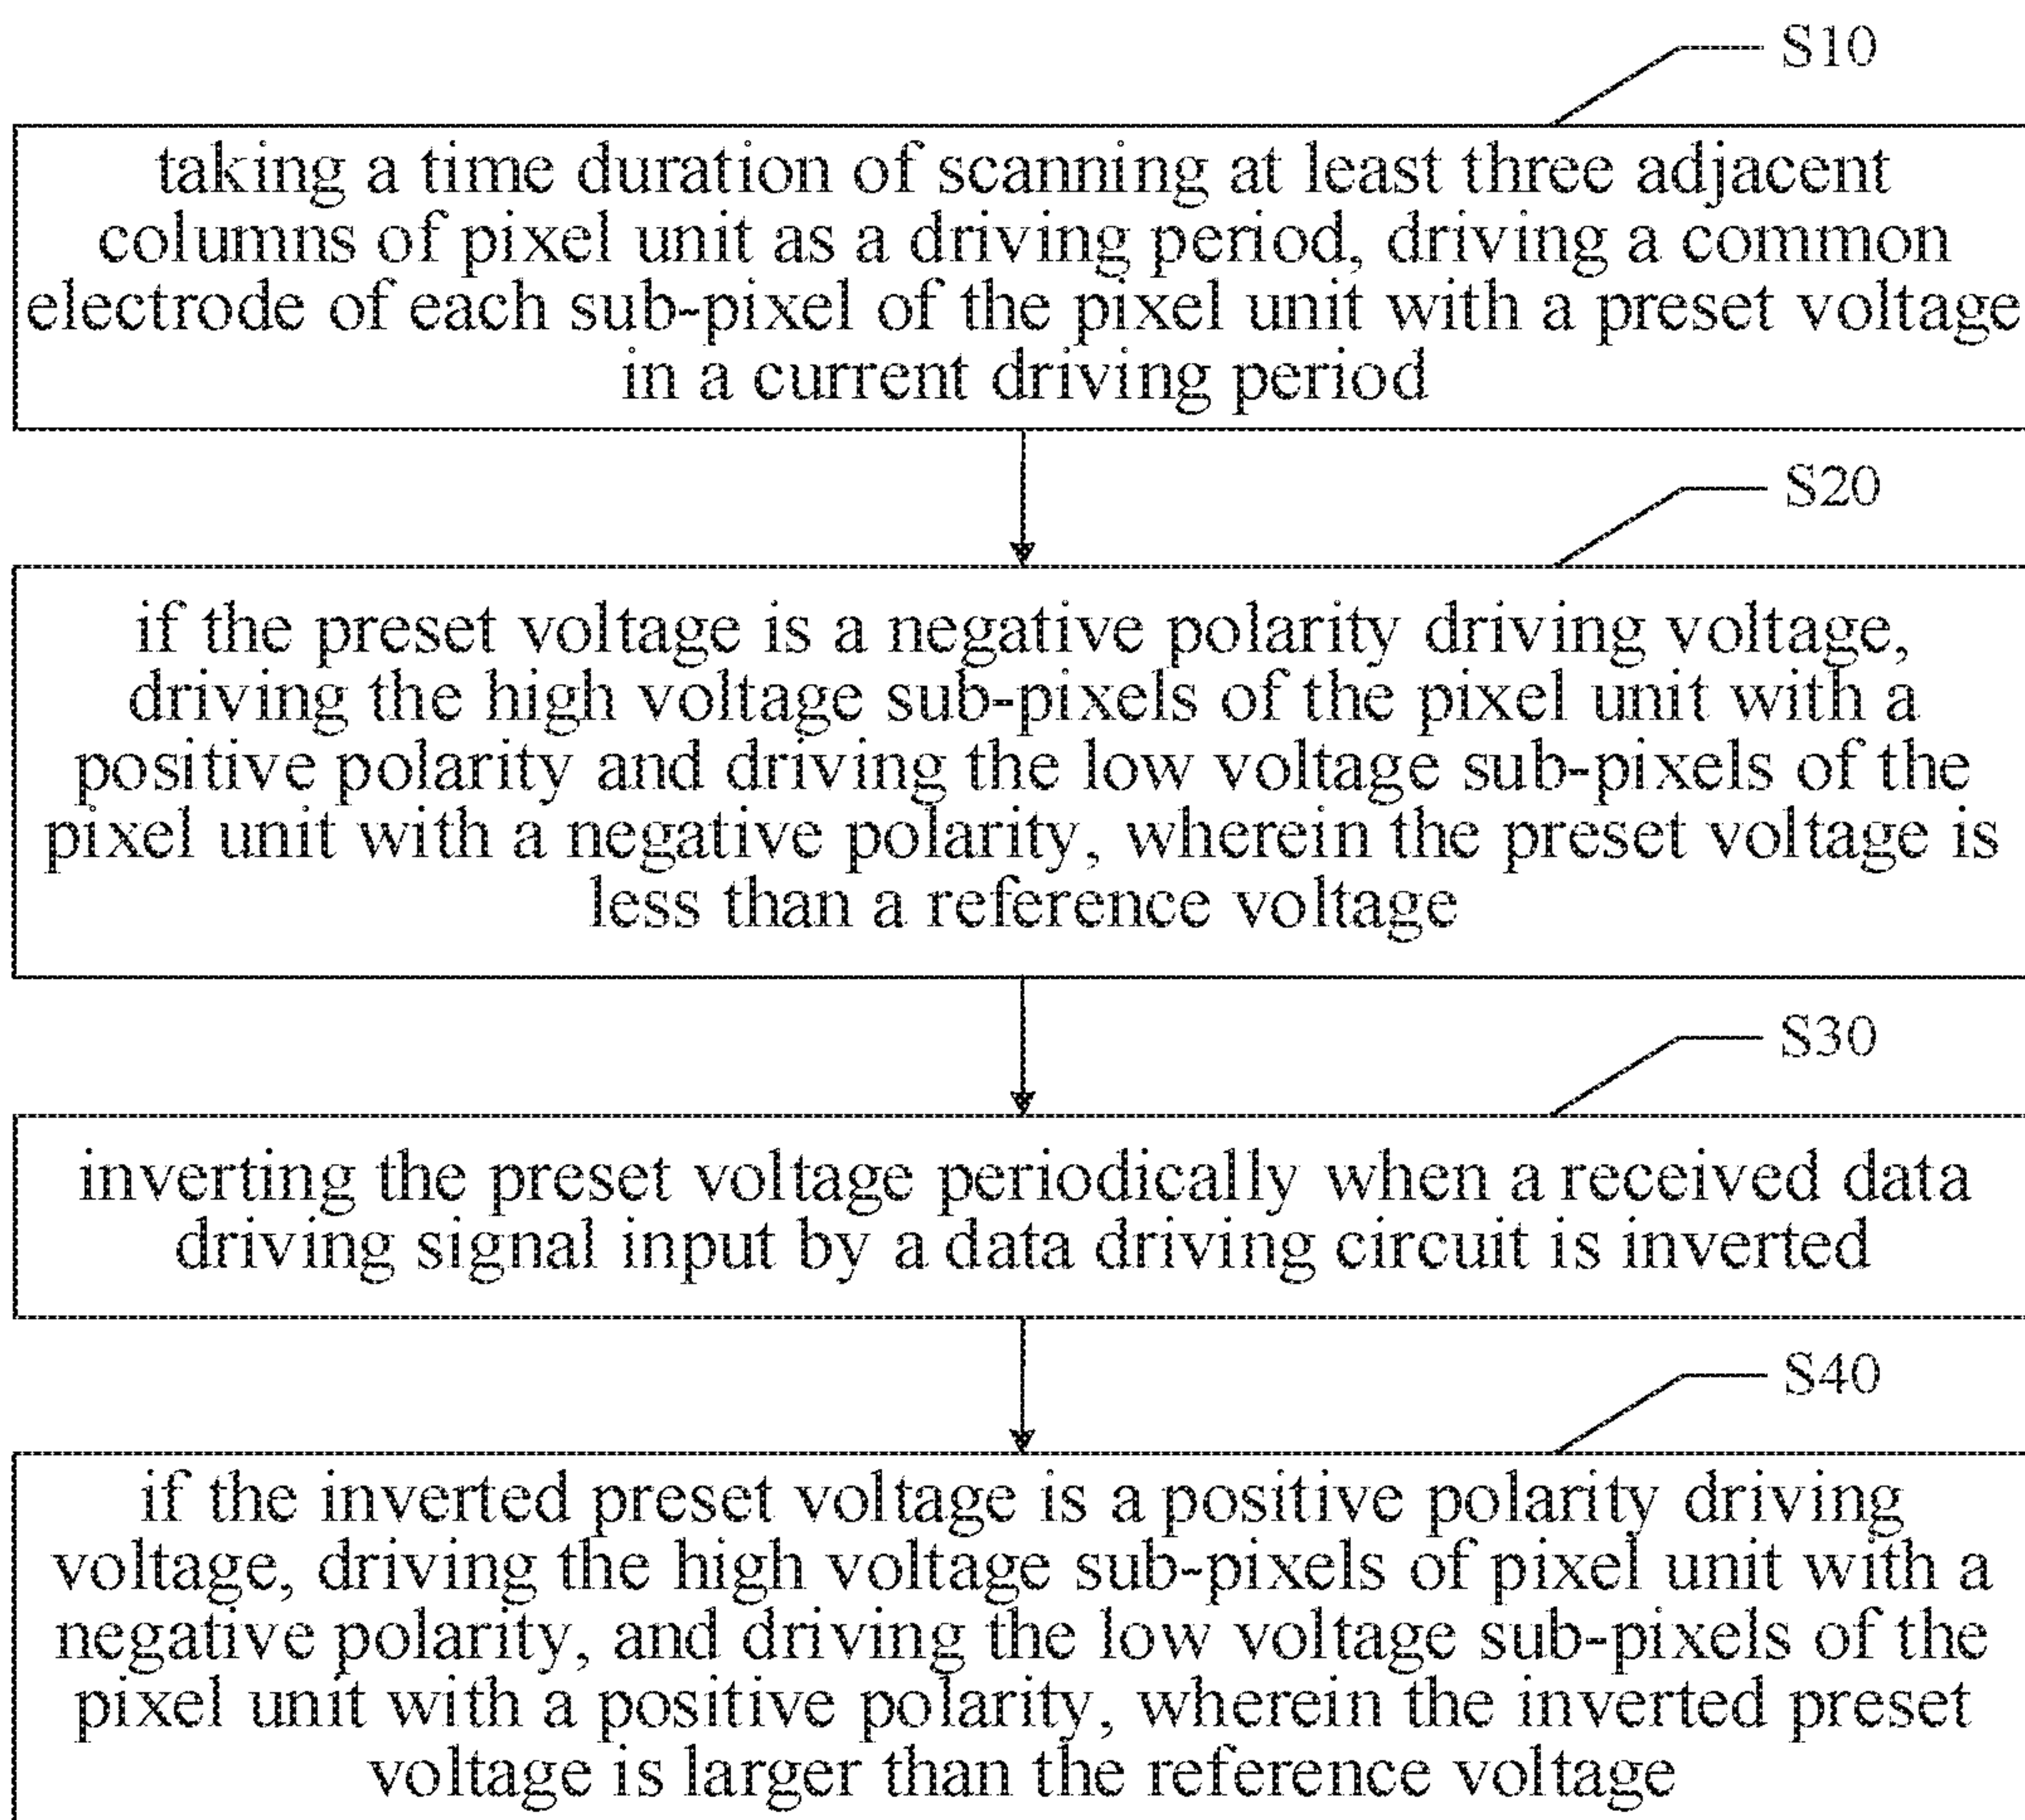 S10
taking a time duration of scanning at least three adjacent
columns of pixel unit as a driving period, driving a common
electrode of each sub-pixel of the pixel unit with a preset voltage
in a current driving period
S20
if the preset voltage is a negative polarity driving voltage,
driving the high voltage sub-pixels of the pixel unit with a
positive polarity and driving the low voltage sub-pixels of the
pixel unit with a negative polarity, wherein the preset voltage is
less than a reference voltage
S30
inverting the preset voltage periodically when a received data
driving signal input by a data driving circuit is inverted
S40
if the inverted preset voltage is a positive polarity driving
voltage, driving the high voltage sub-pixels of pixel unit with a
negative polarity, and driving the low voltage sub-pixels of the
pixel unit with a positive polarity, wherein the inverted preset
voltage is larger than the reference voltage